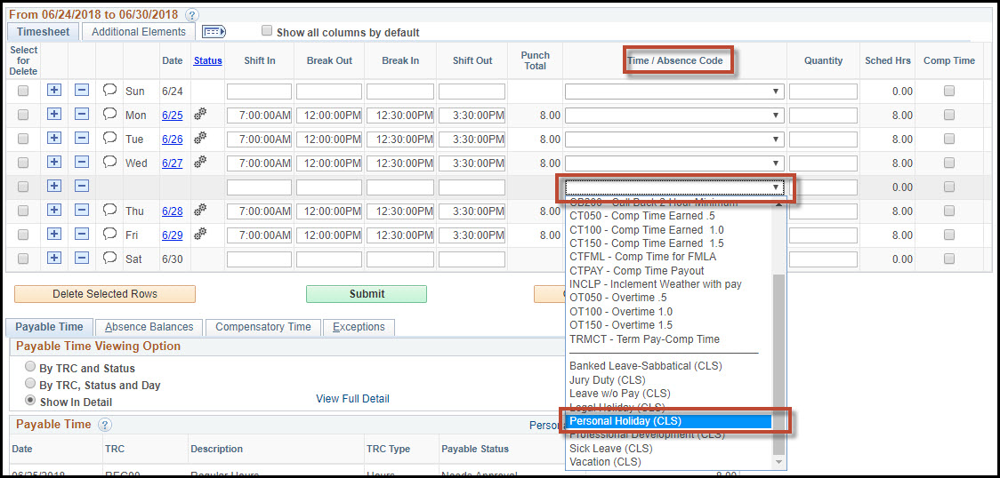 From 06/24/2018 to 06/30/2018 ?
Timesheet Additional Elements Show all columns by default
Select for Delete Date Status Shift In Break Out Break In Shift Out Punch Total Time / Absence Code Quantity Sched Hrs Comp Time
Sun 6/24 0.00
Mon 6/25 7:00:00AM 12:00:00PM 12:30:00PM 3:30:00PM 8.00 8.00
Tue 6/26 7:00:00AM 12:00:00PM 12:30:00PM 3:30:00PM 8.00 8.00
Wed 6/27 7:00:00AM 12:00:00PM 12:30:00PM 3:30:00PM 8.00 8.00
0.00
Thu 6/28 7:00:00AM 12:00:00PM 12:30:00PM 3:30:00PM 8.00 8.00
Fri 6/29 7:00:00AM 12:00:00PM 12:30:00PM 3:30:00PM 8.00 8.00
Sat 6/30 0.00
CB200 - Call Back 2 Hour Minimum
CT050 - Comp Time Earned .5
CT100 - Comp Time Earned 1.0
CT150 - Comp Time Earned 1.5
CTFML - Comp Time for FMLA
CTPAY - Comp Time Payout
INCLP - Inclement Weather with pay
OT050 - Overtime .5
OT100 - Overtime 1.0
OT150 - Overtime 1.5
TRMCT - Term Pay-Comp Time
Banked Leave-Sabbatical (CLS)
Jury Duty (CLS)
Leave w/o Pay (CLS)
Legal Holiday (CLS)
Personal Holiday (CLS)
Professional Development (CLS)
Sick Leave (CLS)
Vacation (CLS)
Delete Selected Rows Submit
Payable Time Absence Balances Compensatory Time Exceptions
Payable Time Viewing Option
By TRC and Status
By TRC, Status and Day
Show In Detail View Full Detail
Payable Time ?
Date TRC Description TRC Type Payable Status
06/25/2018 REG00 Regular Hours Hours Needs Approval 8.00